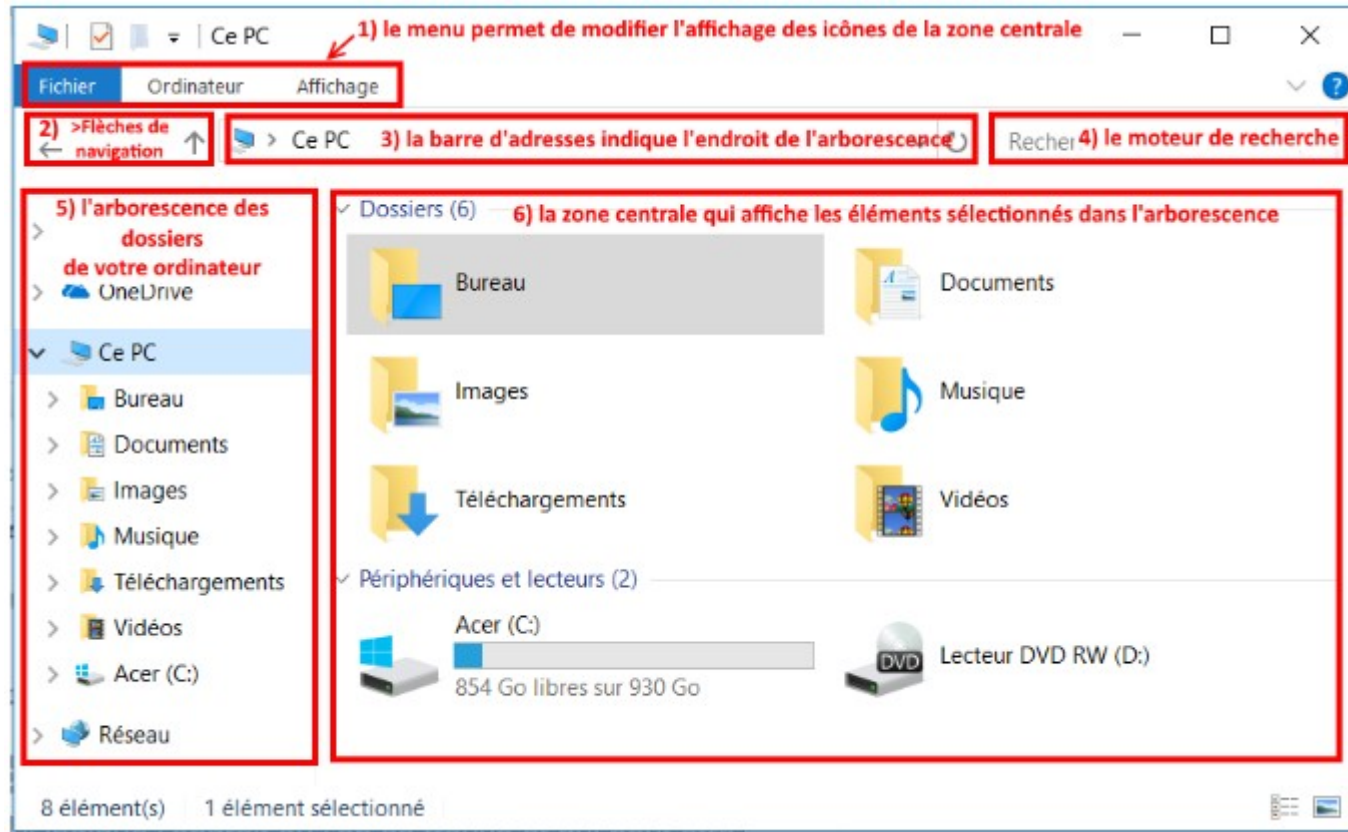 Ce PC
1) le menu permet de modifier l'affichage des icônes de la zone centrale
Fichier Ordinateur Affichage
2) >Flèches de
navigation
Ce PC 3) la barre d'adresses indique l'endroit de l'arborescence
Recher 4) le moteur de recherche
5) l'arborescence des
dossiers
de votre ordinateur
OneDrive
Ce PC
Bureau
Documents
Images
Musique
Téléchargements
Vidéos
Acer (C:)
Réseau
Dossiers (6) 6) la zone centrale qui affiche les éléments sélectionnés dans l'arborescence
Bureau Documents
Images Musique
Téléchargements Vidéos
Périphériques et lecteurs (2)
Acer (C:)
854 Go libres sur 930 Go
DVD
Lecteur DVD RW (D:)
8 élément(s) 1 élément sélectionné